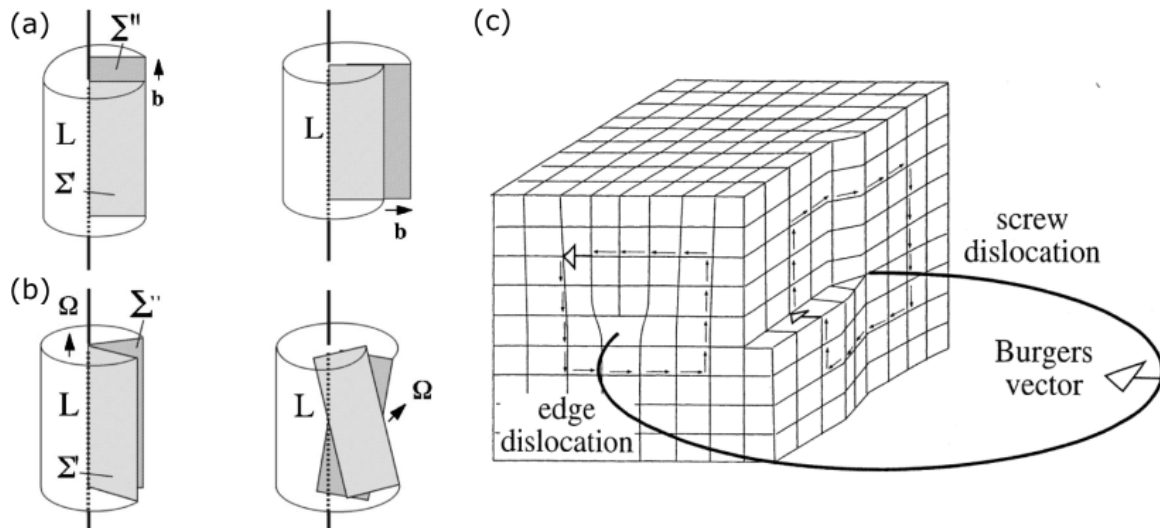 (a)
Σ"
b
L
Σ'
L
b
(b)
Ω
Σ"
L
Σ'
L
Ω
(c)
screw
dislocation
Burgers
vector
edge
dislocation